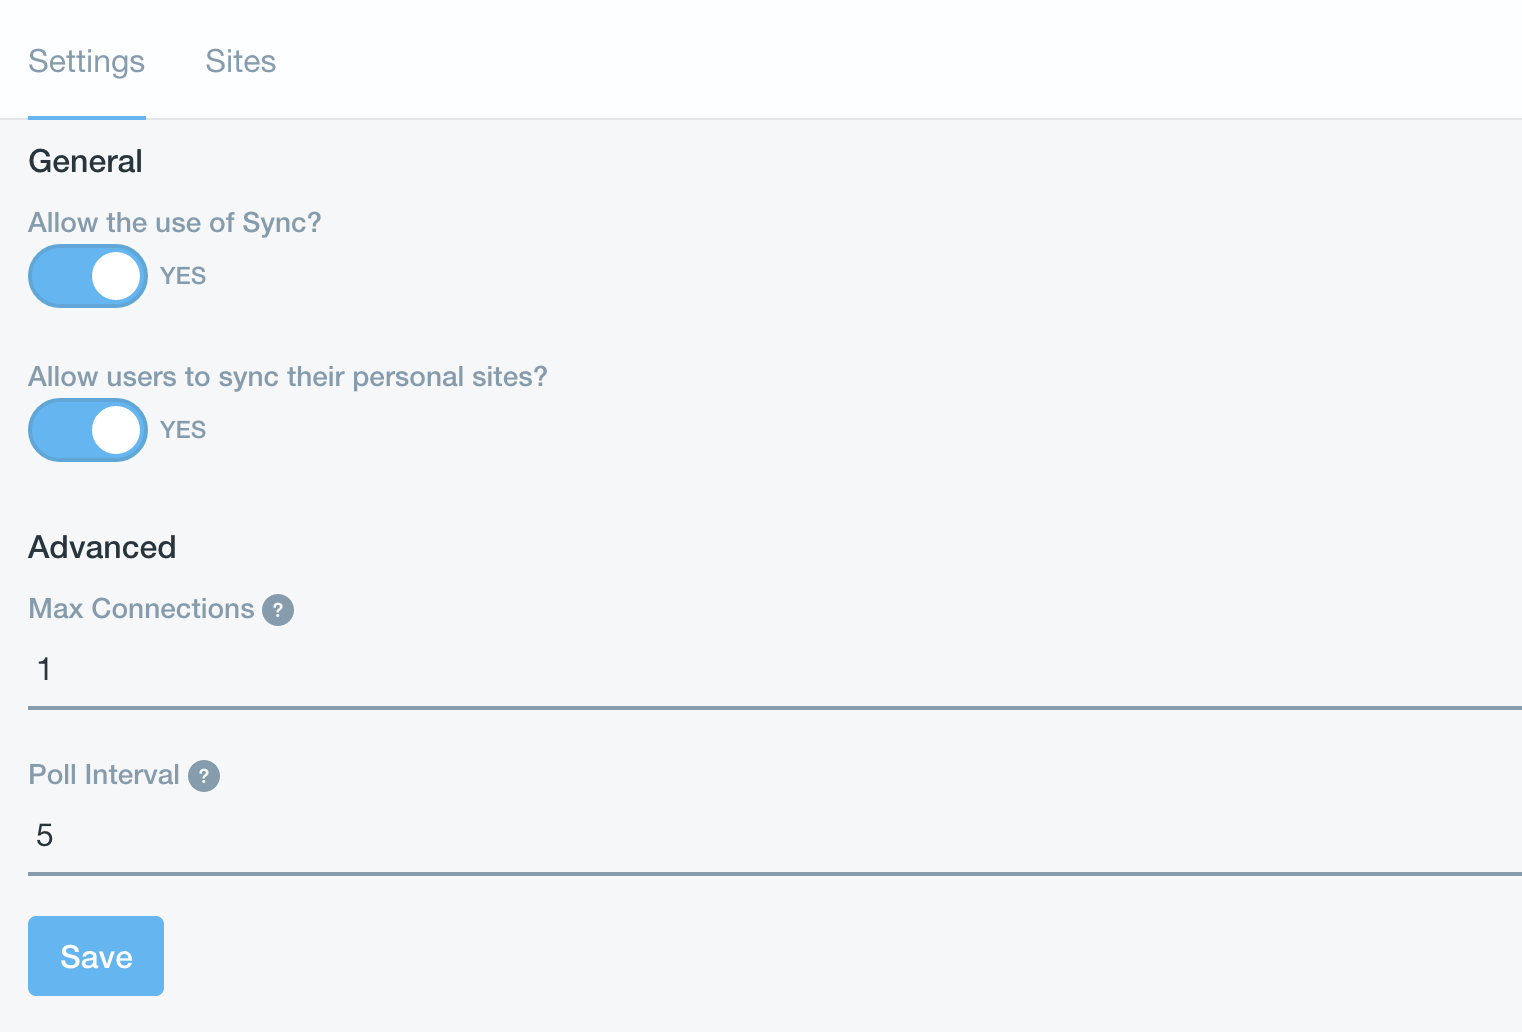 Settings Sites
General
Allow the use of Sync?
YES
Allow users to sync their personal sites?
YES
Advanced
Max Connections ?
1
Poll Interval ?
5
Save